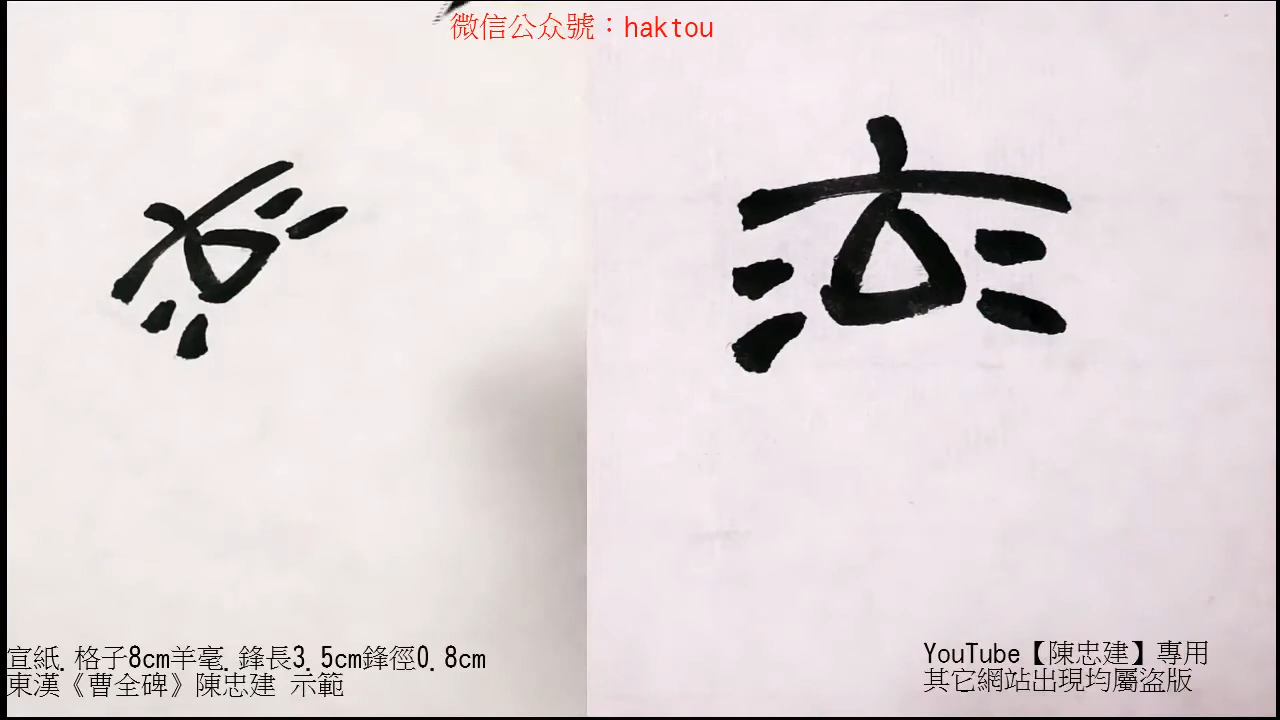 微信公众號：haktou
宣紙.格子8cm羊毫.鋒長3.5cm鋒徑0.8cm
東漢《曹全碑》陳忠建 示範
YouTube【陳忠建】專用
其它網站出現均屬盜版